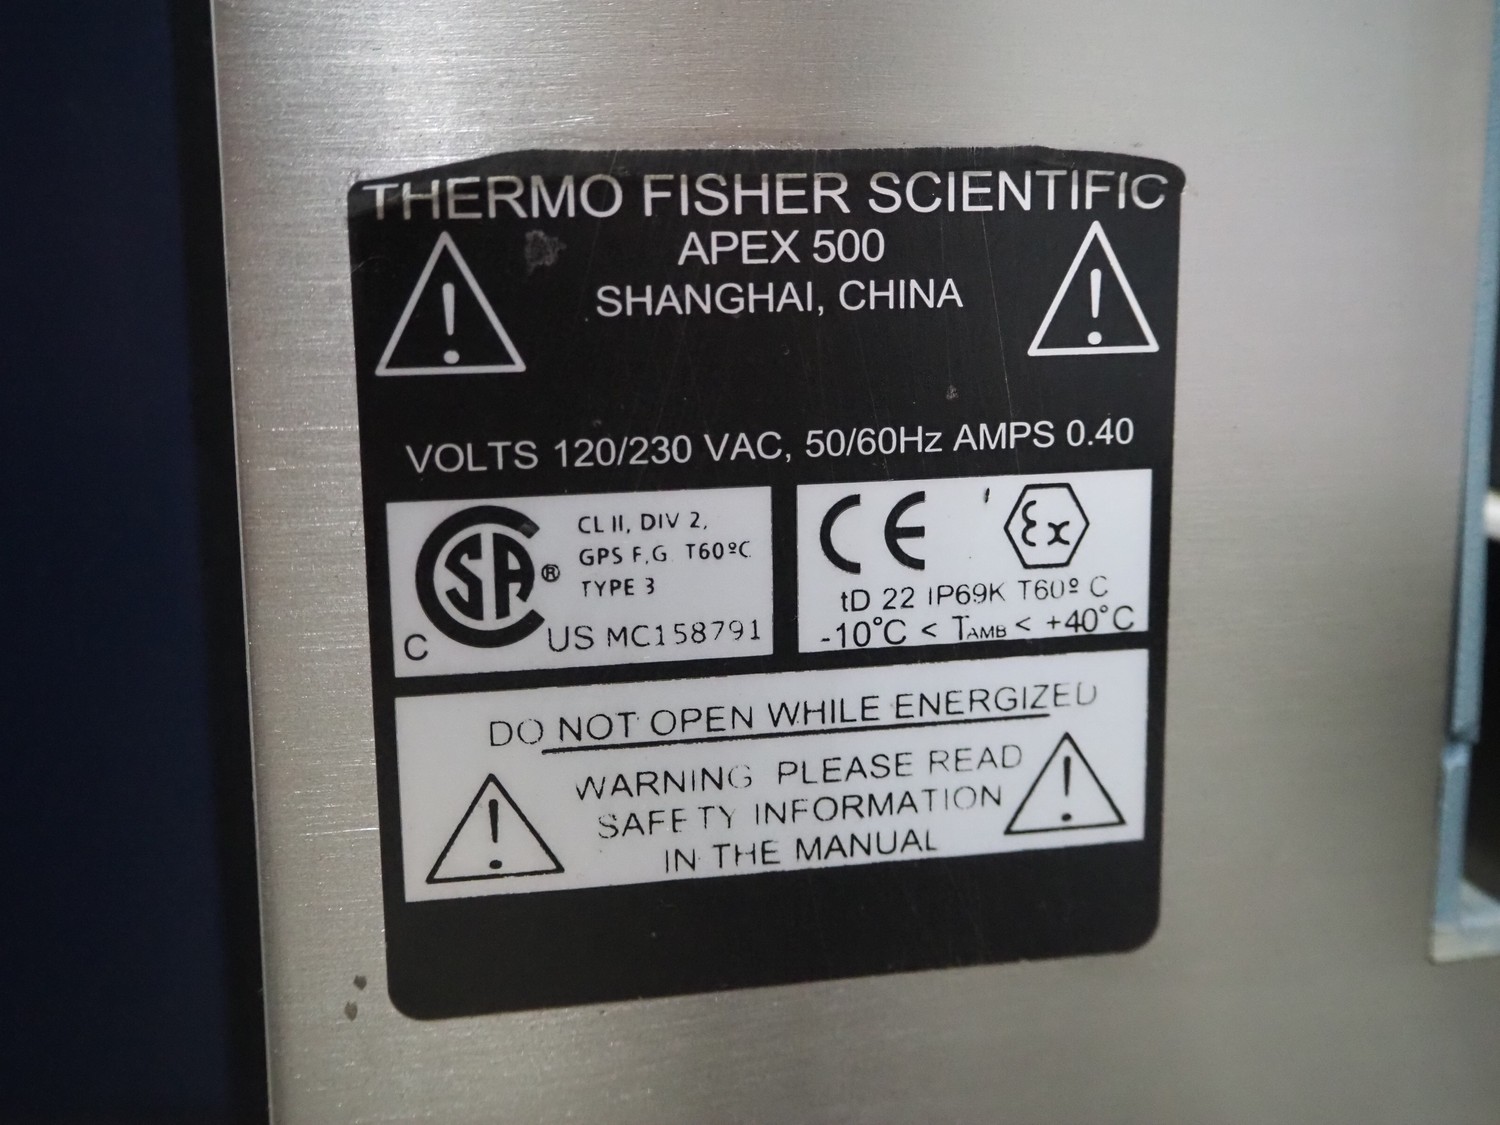 THERMO FISHER SCIENTIFIC
APEX 500
SHANGHAI, CHINA
VOLTS 120/230 VAC, 50/60Hz AMPS 0.40
CSA® C US
CL II, DIV 2,
GPS F,G T60ºC
TYPE 3
MC158791
CE Ex
tD 22 IP69K T60º C
-10°C < TAMB < +40°C
DO NOT OPEN WHILE ENERGIZED
WARNING PLEASE READ
SAFETY INFORMATION
IN THE MANUAL